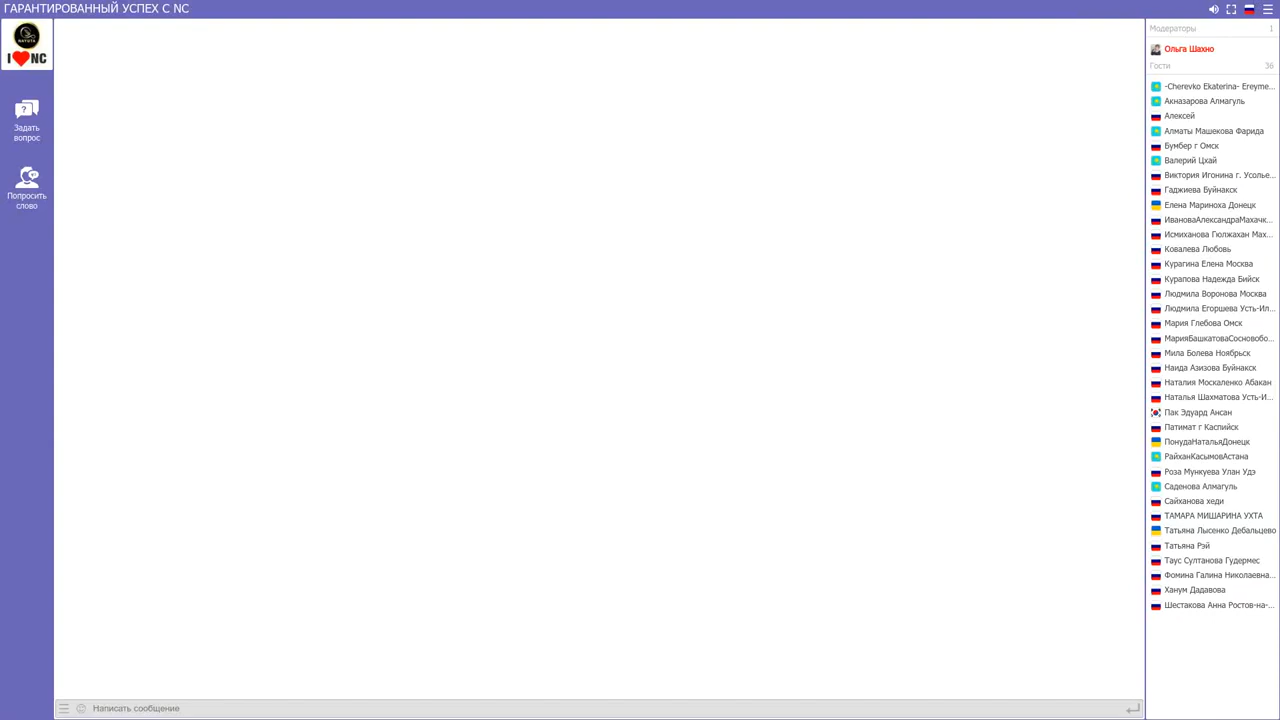 ГАРАНТИРОВАННЫЙ УСПЕХ С NC
NAYUTA
I NC
Задать
вопрос
Попросить
слово
Модераторы 1
Ольга Шахно
Гости 36
-Cherevko Ekaterina- Ereyme...
Акназарова Алмагуль
Алексей
Алматы Машекова Фарида
Бумбер г Омск
Валерий Цхай
Виктория Игонина г. Усолье...
Гаджиева Буйнакск
Елена Мариноха Донецк
ИвановаАлександраМахачк...
Исмиханова Гюлжахан Мах...
Ковалева Любовь
Курагина Елена Москва
Курапова Надежда Бийск
Людмила Воронова Москва
Людмила Егоршева Усть-Ил...
Мария Глебова Омск
МарияБашкатоваСосновобо...
Мила Болева Ноябрьск
Наида Азизова Буйнакск
Наталия Москаленко Абакан
Наталья Шахматова Усть-И...
Пак Эдуард Ансан
Патимат г Каспийск
ПонудаНатальяДонецк
РайханКасымовАстана
Роза Мункуева Улан Удэ
Саденова Алмагуль
Сайханова хеди
ТАМАРА МИШАРИНА УХТА
Татьяна Лысенко Дебальцево
Татьяна Рэй
Таус Султанова Гудермес
Фомина Галина Николаевна...
Ханум Дадавова
Шестакова Анна Ростов-на-...
Написать сообщение